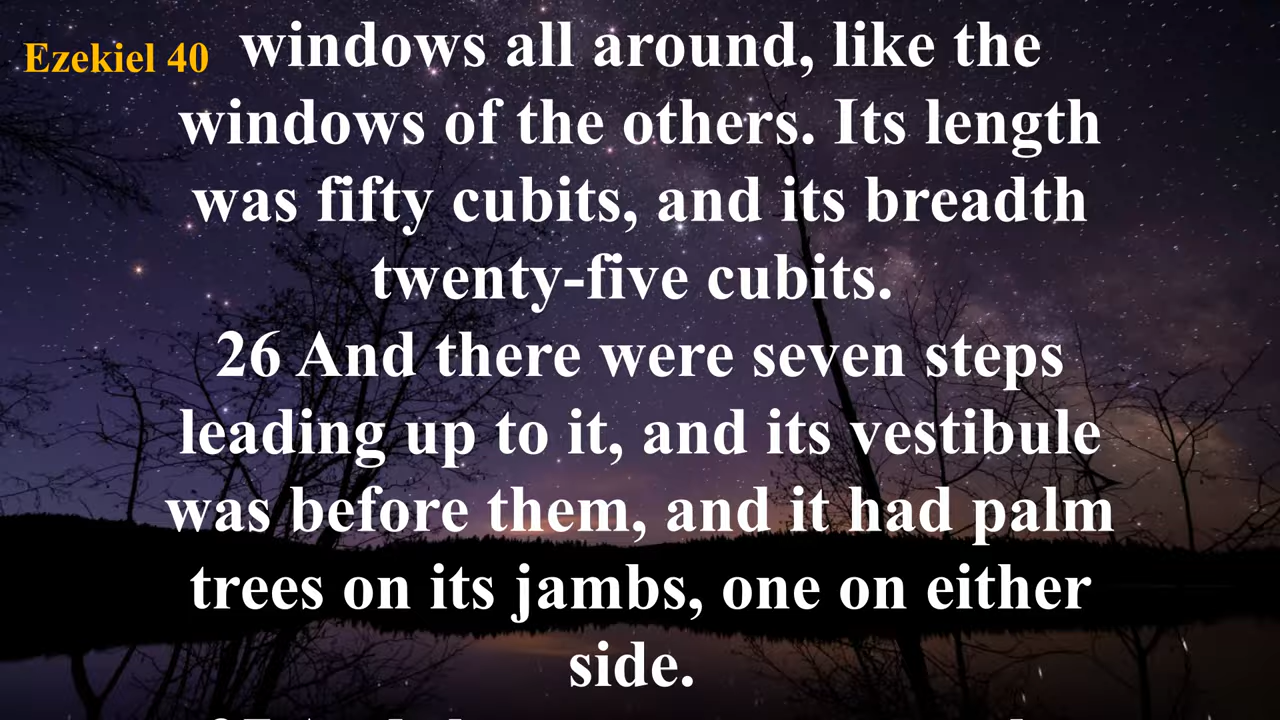 Ezekiel 40
windows all around, like the
windows of the others. Its length
was fifty cubits, and its breadth
twenty-five cubits.
26 And there were seven steps
leading up to it, and its vestibule
was before them, and it had palm
trees on its jambs, one on either
side.